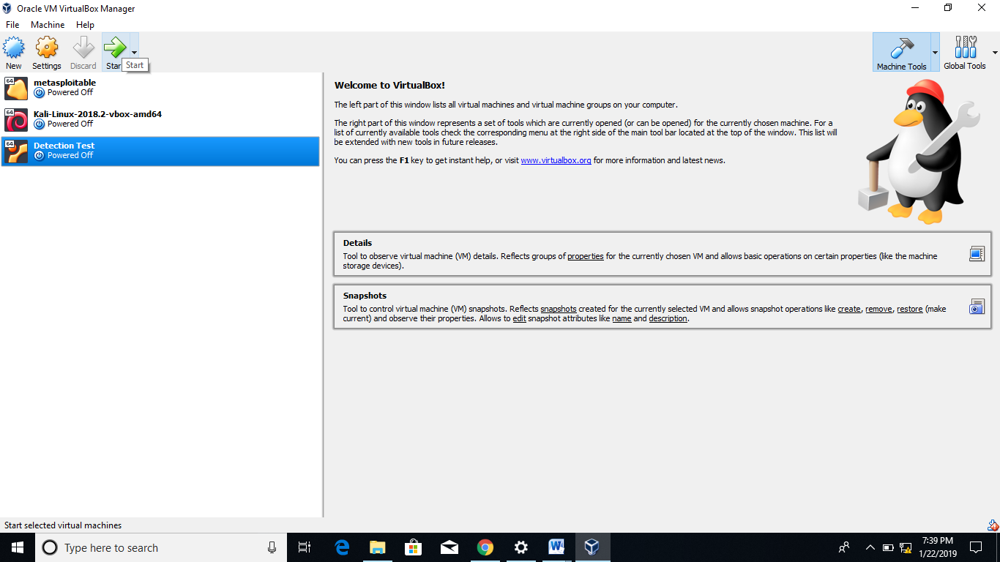 Oracle VM VirtualBox Manager
File Machine Help
New Settings Discard Star Start
Machine Tools Global Tools
64 metasploitable
Powered Off
64 Kali-Linux-2018.2-vbox-amd64
Powered Off
64 Detection Test
Powered Off
Welcome to VirtualBox!
The left part of this window lists all virtual machines and virtual machine groups on your computer.
The right part of this window represents a set of tools which are currently opened (or can be opened) for the currently chosen machine. For a
list of currently available tools check the corresponding menu at the right side of the main tool bar located at the top of the window. This list will
be extended with new tools in future releases.
You can press the F1 key to get instant help, or visit www.virtualbox.org for more information and latest news.
Details
Tool to observe virtual machine (VM) details. Reflects groups of properties for the currently chosen VM and allows basic operations on certain properties (like the machine
storage devices).
Snapshots
Tool to control virtual machine (VM) snapshots. Reflects snapshots created for the currently selected VM and allows snapshot operations like create, remove, restore (make
current) and observe their properties. Allows to edit snapshot attributes like name and description.
Start selected virtual machines
Type here to search
7:39 PM
1/22/2019